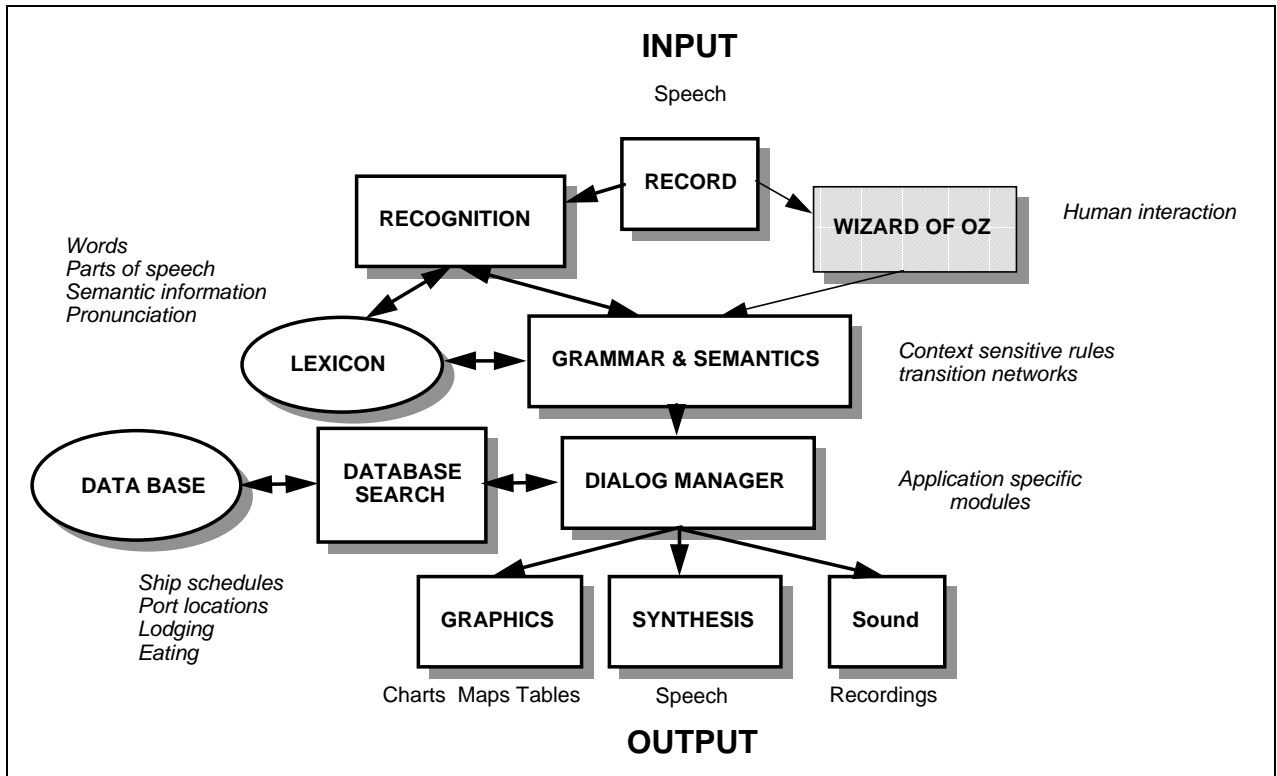 INPUT
Speech
RECORD
RECOGNITION
WIZARD OF OZ
Human interaction
Words
Parts of speech
Semantic information
Pronunciation
LEXICON
GRAMMAR & SEMANTICS
Context sensitive rules
transition networks
DATA BASE
DATABASE
SEARCH
DIALOG MANAGER
Application specific
modules
Ship schedules
Port locations
Lodging
Eating
GRAPHICS
SYNTHESIS
Sound
Charts Maps Tables
Speech
Recordings
OUTPUT